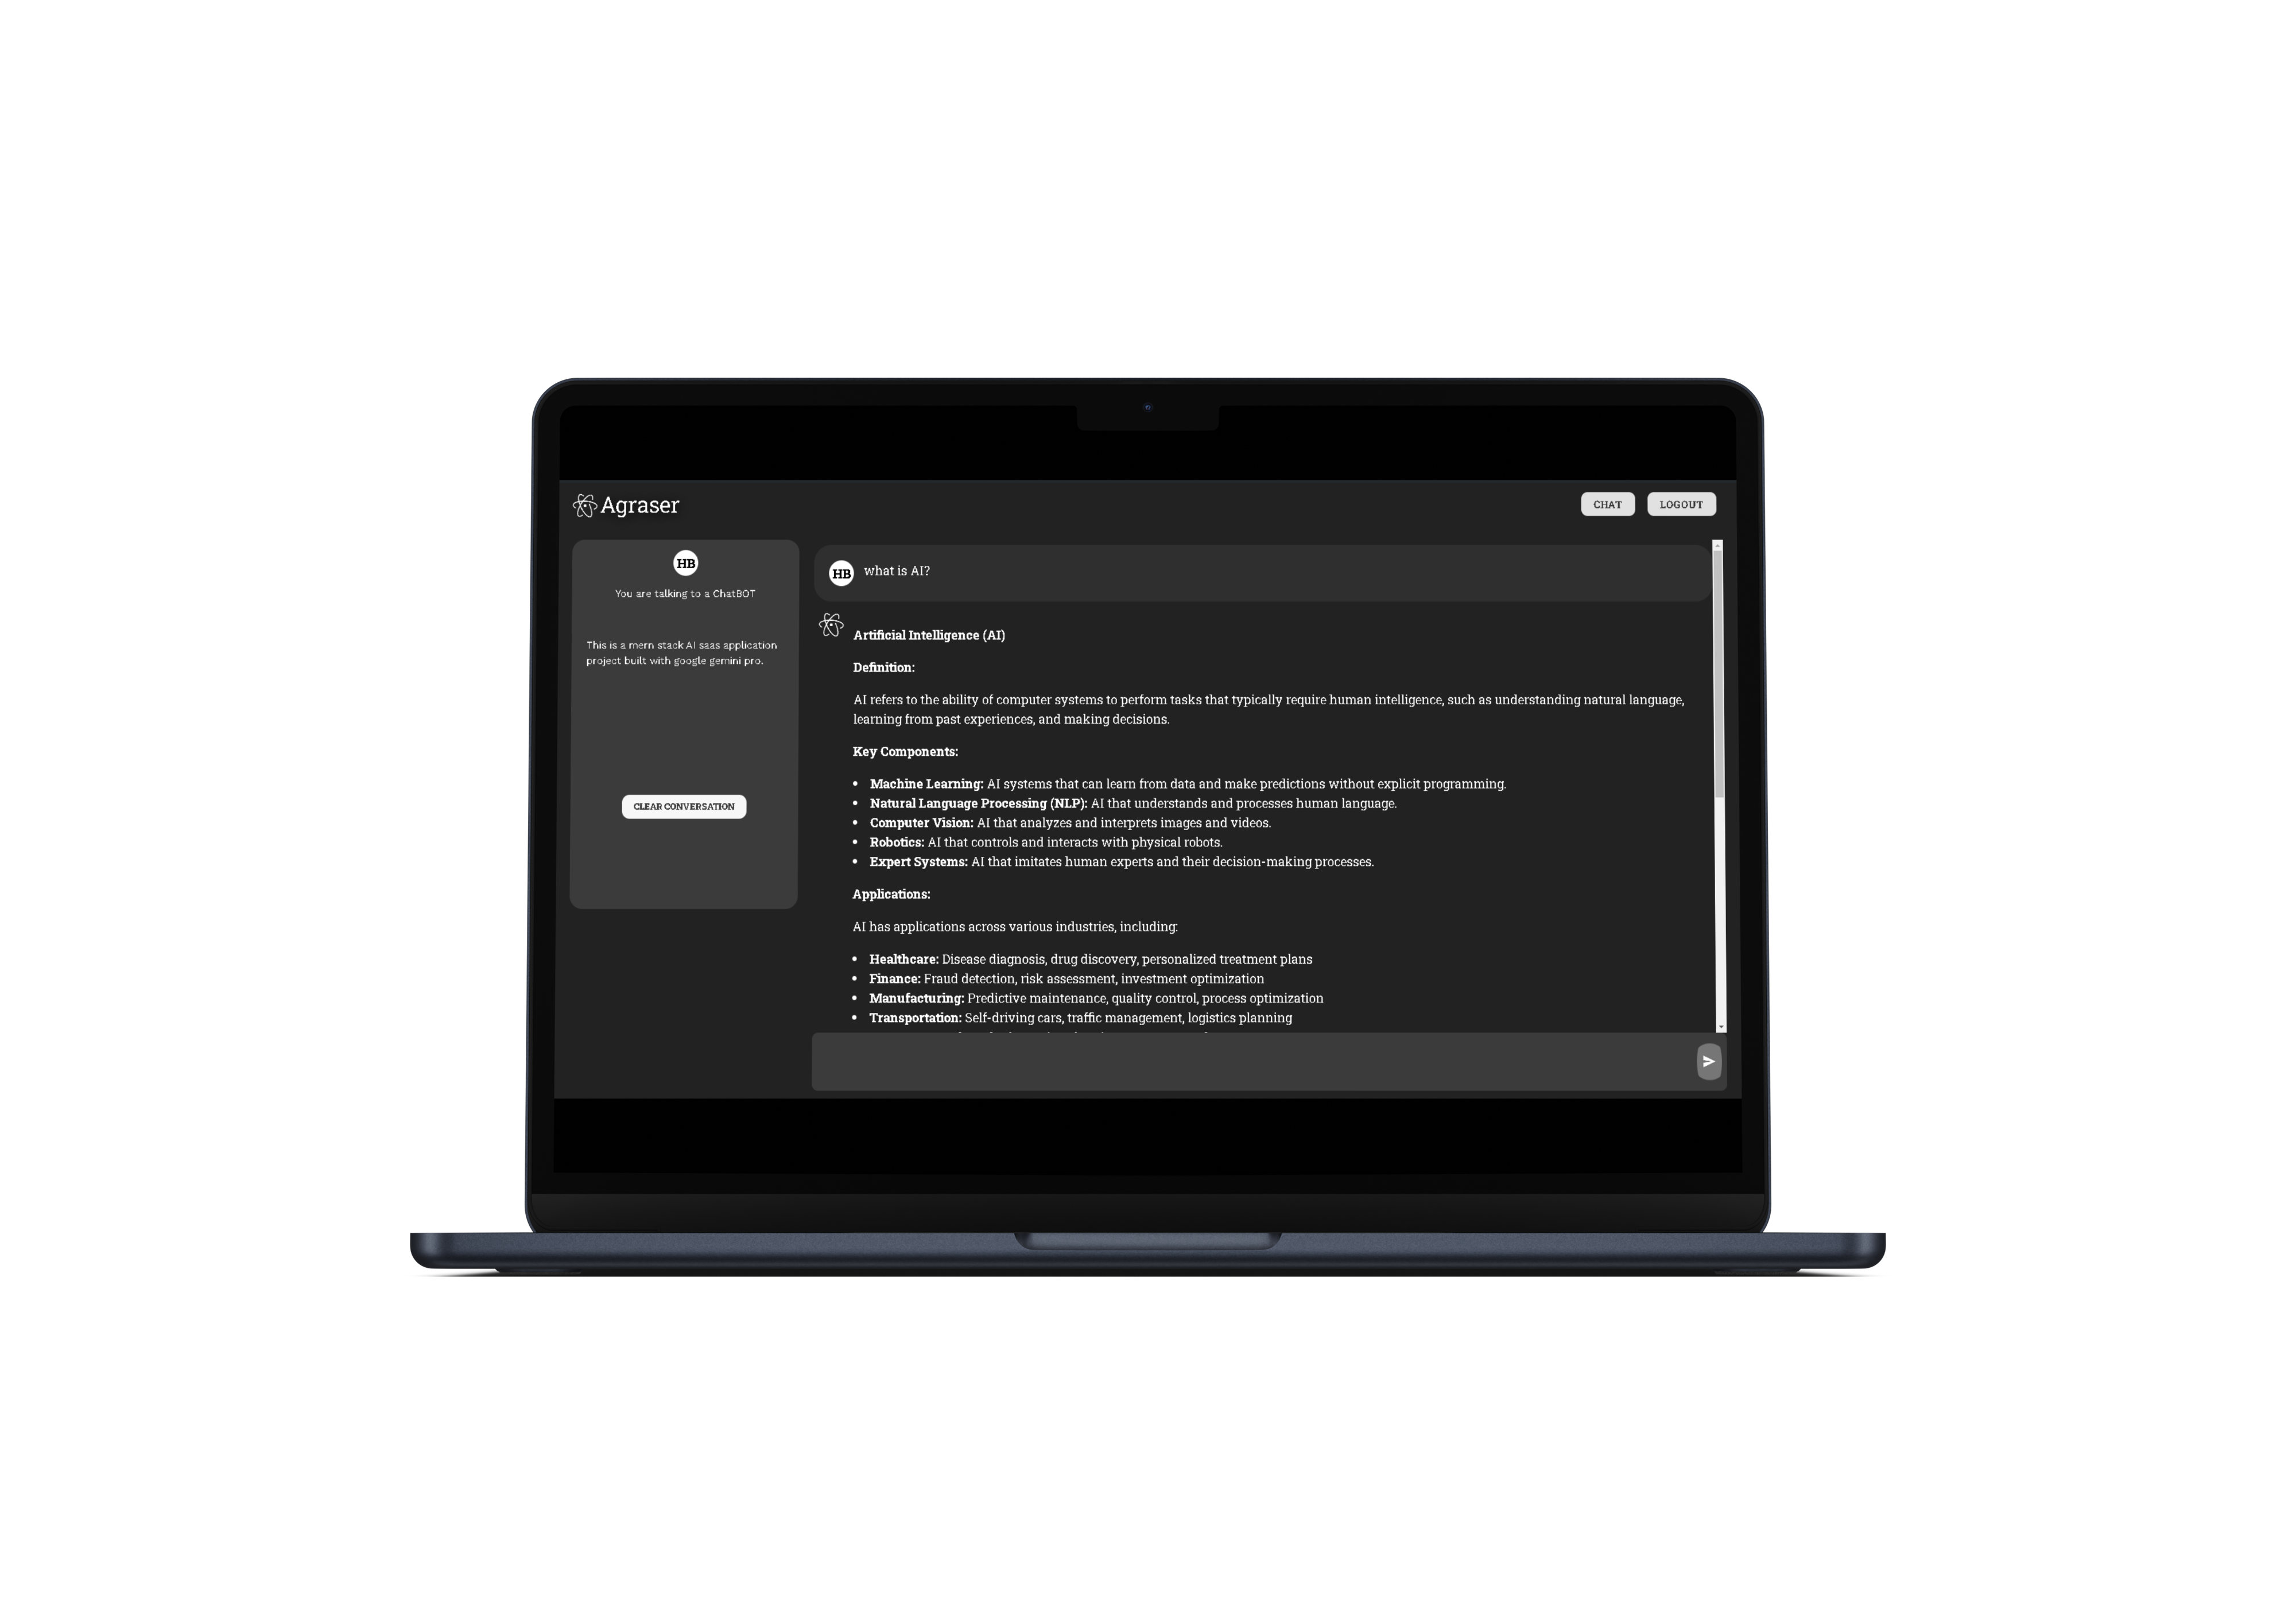 Agraser
CHAT
LOGOUT
HB
You are talking to a ChatBOT
This is a mern stack AI saas application
project built with google gemini pro.
CLEAR CONVERSATION
HB
what is AI?
Artificial Intelligence (AI)
Definition:
AI refers to the ability of computer systems to perform tasks that typically require human intelligence, such as understanding natural language,
learning from past experiences, and making decisions.
Key Components:
• Machine Learning: AI systems that can learn from data and make predictions without explicit programming.
• Natural Language Processing (NLP): AI that understands and processes human language.
• Computer Vision: AI that analyzes and interprets images and videos.
• Robotics: AI that controls and interacts with physical robots.
• Expert Systems: AI that imitates human experts and their decision-making processes.
Applications:
AI has applications across various industries, including:
• Healthcare: Disease diagnosis, drug discovery, personalized treatment plans
• Finance: Fraud detection, risk assessment, investment optimization
• Manufacturing: Predictive maintenance, quality control, process optimization
• Transportation: Self-driving cars, traffic management, logistics planning